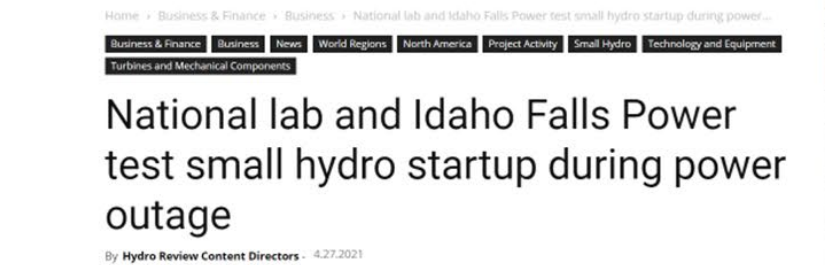 Home › Business & Finance › Business › National lab and Idaho Falls Power test small hydro startup during power...
Business & Finance Business News World Regions North America Project Activity Small Hydro Technology and Equipment
Turbines and Mechanical Components
National lab and Idaho Falls Power
test small hydro startup during power
outage
By Hydro Review Content Directors - 4.27.2021